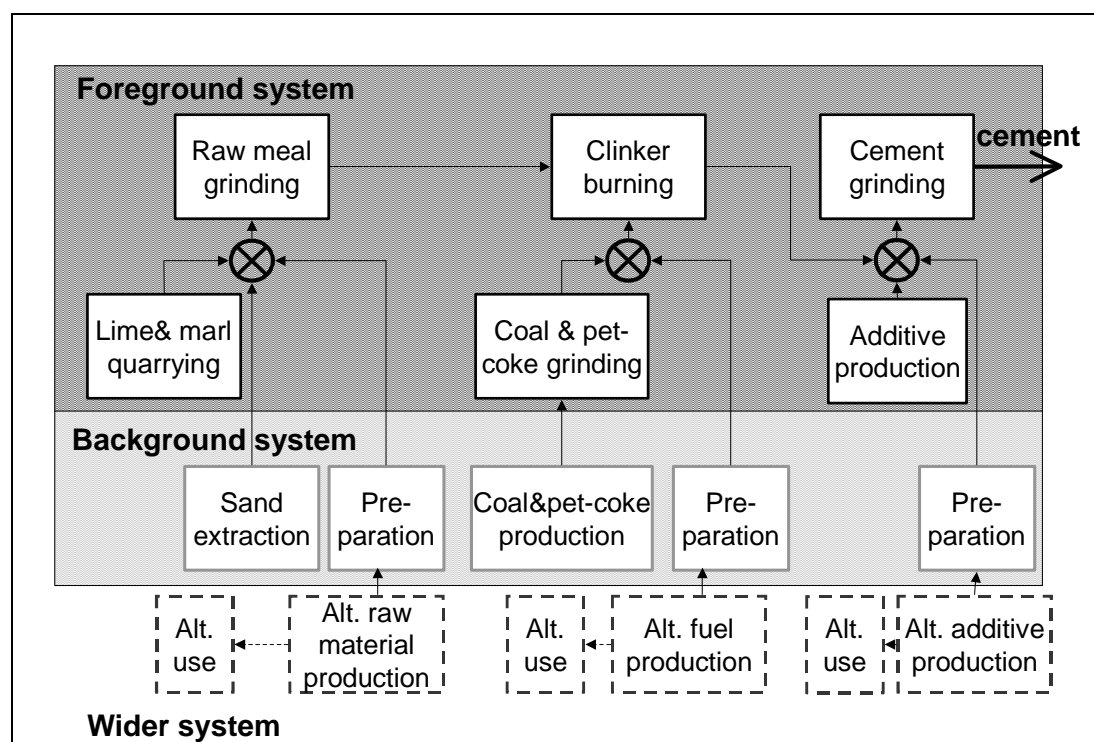 Foreground system
Raw meal
grinding
Clinker
burning
Cement
grinding
cement
Lime& marl
quarrying
Coal & pet-
coke grinding
Additive
production
Background system
Sand
extraction
Pre-
paration
Coal&pet-coke
production
Pre-
paration
Pre-
paration
Alt.
use
Alt. raw
material
production
Alt.
use
Alt. fuel
production
Alt.
use
Alt. additive
production
Wider system